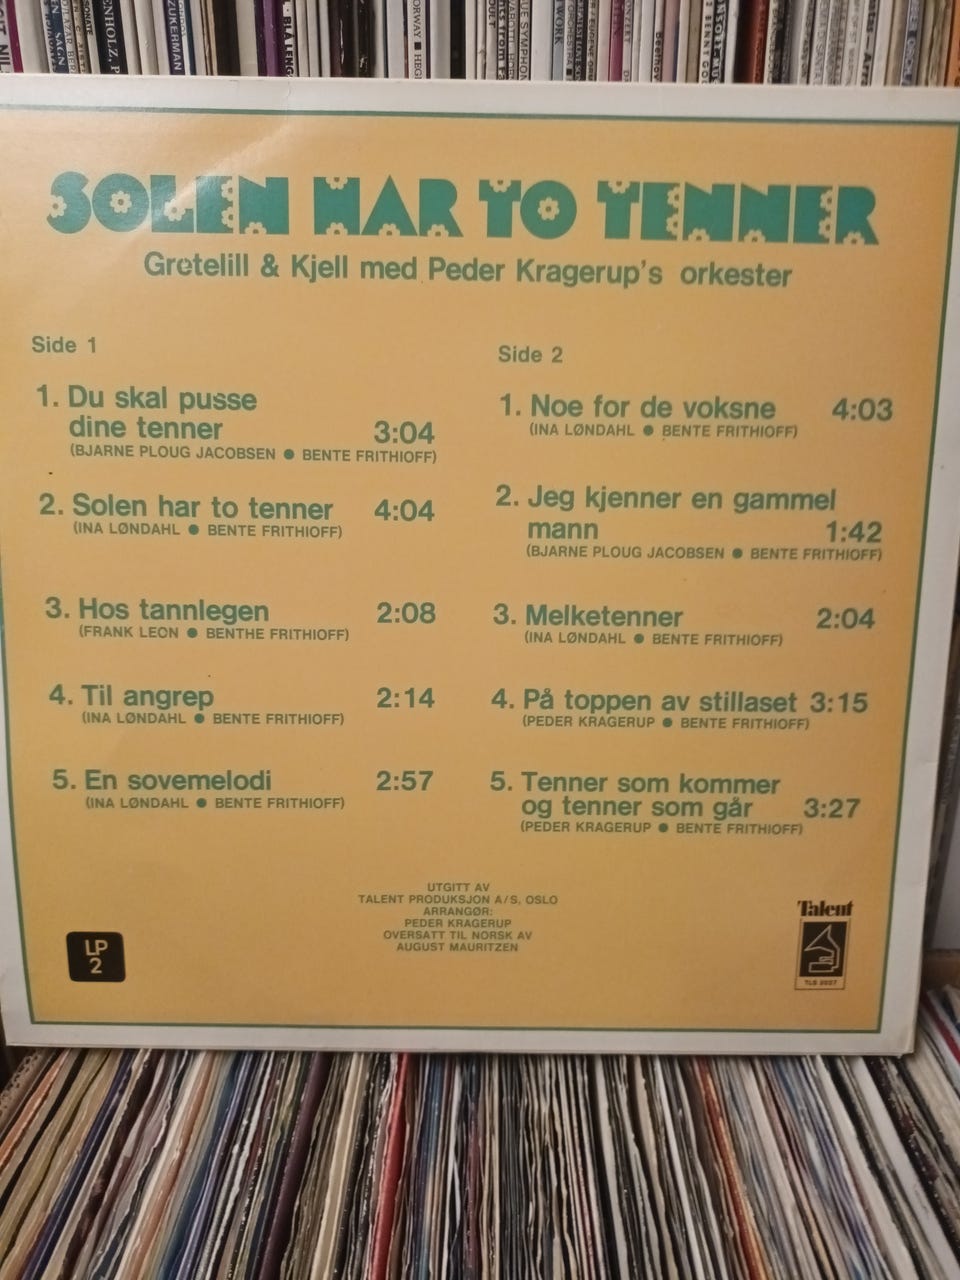 SOLEN HAR TO TENNER
Gretelill & Kjell med Peder Kragerup's orkester
Side 1
1. Du skal pusse
dine tenner 3:04
(BJARNE PLOUG JACOBSEN ● BENTE FRITHIOFF)
2. Solen har to tenner 4:04
(INA LØNDAHL ● BENTE FRITHIOFF)
3. Hos tannlegen 2:08
(FRANK LEON ● BENTHE FRITHIOFF)
4. Til angrep 2:14
(INA LØNDAHL ● BENTE FRITHIOFF)
5. En sovemelodi 2:57
(INA LØNDAHL ● BENTE FRITHIOFF)
Side 2
1. Noe for de voksne 4:03
(INA LØNDAHL ● BENTE FRITHIOFF)
2. Jeg kjenner en gammel
mann 1:42
(BJARNE PLOUG JACOBSEN ● BENTE FRITHIOFF)
3. Melketenner 2:04
(INA LØNDAHL ● BENTE FRITHIOFF)
4. På toppen av stillaset 3:15
(PEDER KRAGERUP ● BENTE FRITHIOFF)
5. Tenner som kommer
og tenner som går 3:27
(PEDER KRAGERUP ● BENTE FRITHIOFF)
UTGITT AV
TALENT PRODUKSJON A/S, OSLO
ARRANGØR:
PEDER KRAGERUP
OVERSATT TIL NORSK AV
AUGUST MAURITZEN
LP
2
Talent
TLS